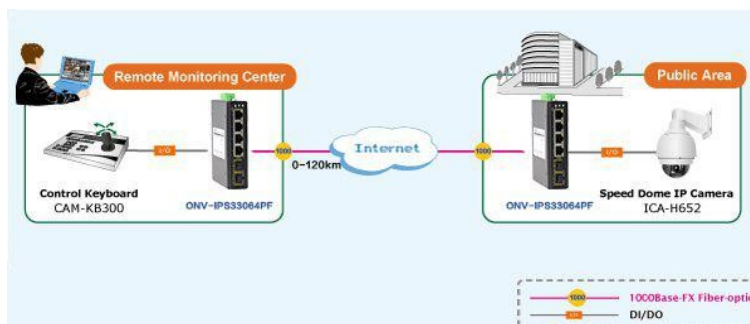 Remote Monitoring Center
Public Area
I/O
1000
0-120km
Internet
1000
I/O
Control Keyboard
CAM-KB300
ONV-IPS33064PF
ONV-IPS33064PF
Speed Dome IP Camera
ICA-H652
1000
1000Base-FX Fiber-optic
DI/DO